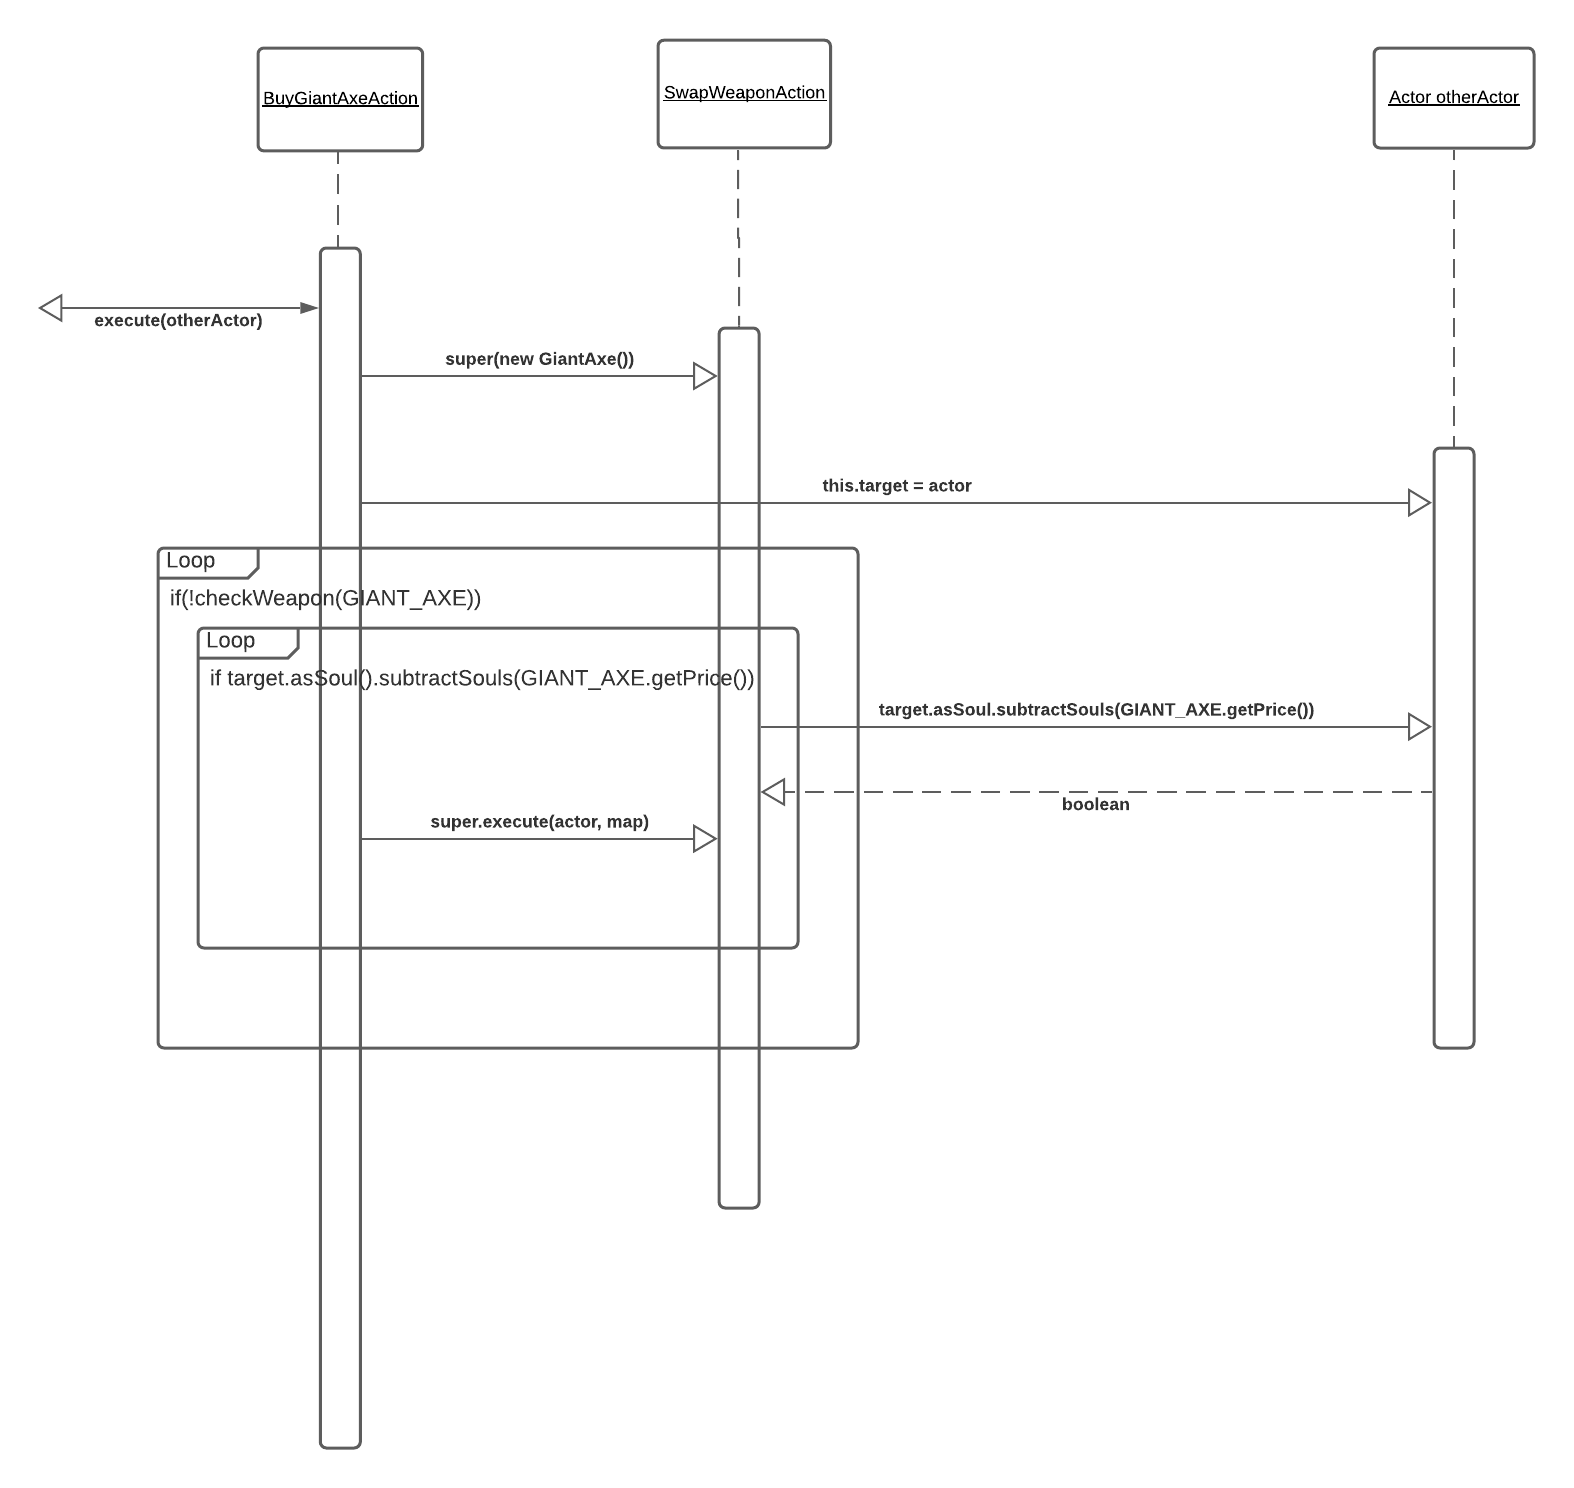 BuyGiantAxeAction
SwapWeaponAction
Actor otherActor
execute(otherActor)
super(new GiantAxe())
this.target = actor
Loop
if(!checkWeapon(GIANT_AXE))
Loop
if target.asSoul().subtractSouls(GIANT_AXE.getPrice())
target.asSoul.subtractSouls(GIANT_AXE.getPrice())
boolean
super.execute(actor, map)